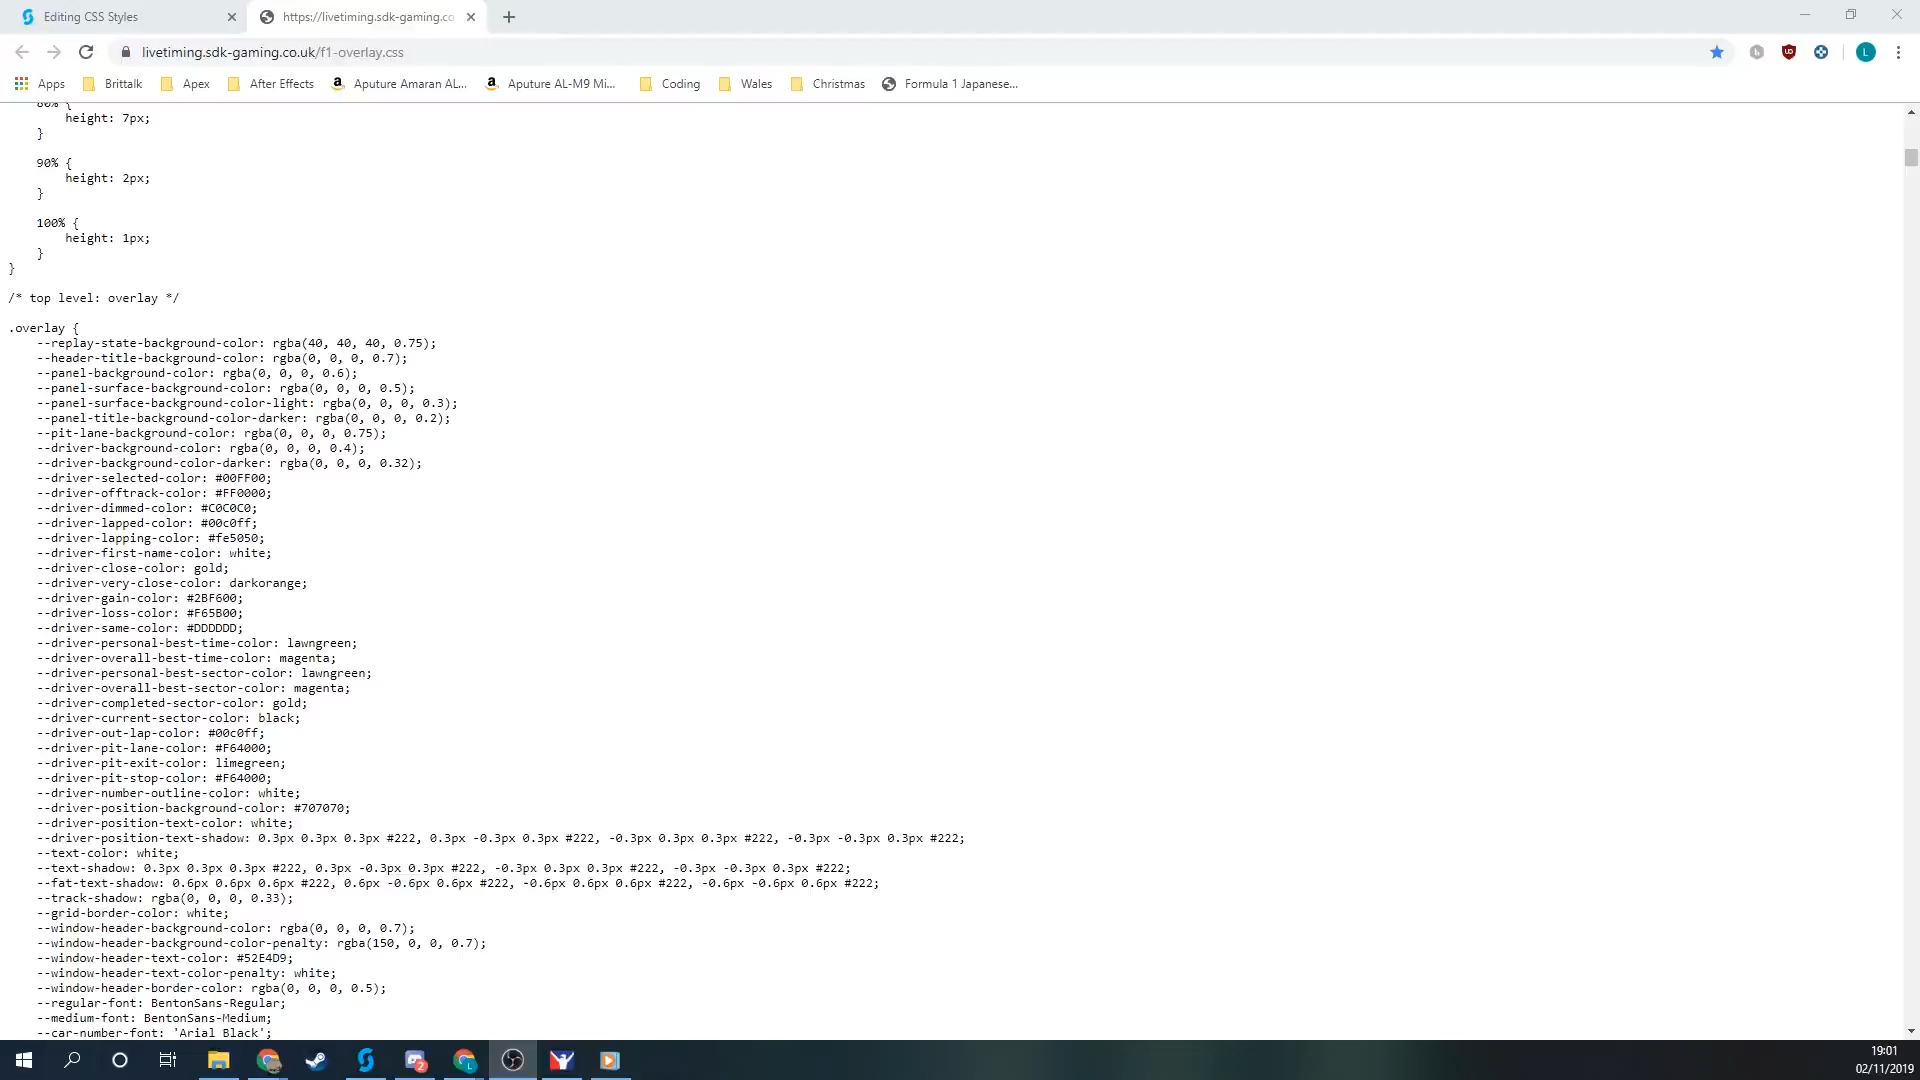 Editing CSS Styles
https://livetiming.sdk-gaming.co
livetiming.sdk-gaming.co.uk/f1-overlay.css
L
Apps
Brittalk
Apex
After Effects
Aputure Amaran AL...
Aputure AL-M9 Mi...
Coding
Wales
Christmas
Formula 1 Japanese...
80% {
height: 7px;
}
90% {
height: 2px;
}
100% {
height: 1px;
}
}
/* top level: overlay */
.overlay {
--replay-state-background-color: rgba(40, 40, 40, 0.75);
--header-title-background-color: rgba(0, 0, 0, 0.7);
--panel-background-color: rgba(0, 0, 0, 0.6);
--panel-surface-background-color: rgba(0, 0, 0, 0.5);
--panel-surface-background-color-light: rgba(0, 0, 0, 0.3);
--panel-title-background-color-darker: rgba(0, 0, 0, 0.2);
--pit-lane-background-color: rgba(0, 0, 0, 0.75);
--driver-background-color: rgba(0, 0, 0, 0.4);
--driver-background-color-darker: rgba(0, 0, 0, 0.32);
--driver-selected-color: #00FF00;
--driver-offtrack-color: #FF0000;
--driver-dimmed-color: #C0C0C0;
--driver-lapped-color: #00c0ff;
--driver-lapping-color: #fe5050;
--driver-first-name-color: white;
--driver-close-color: gold;
--driver-very-close-color: darkorange;
--driver-gain-color: #2BF600;
--driver-loss-color: #F65B00;
--driver-same-color: #DDDDDD;
--driver-personal-best-time-color: lawngreen;
--driver-overall-best-time-color: magenta;
--driver-personal-best-sector-color: lawngreen;
--driver-overall-best-sector-color: magenta;
--driver-completed-sector-color: gold;
--driver-current-sector-color: black;
--driver-out-lap-color: #00c0ff;
--driver-pit-lane-color: #F64000;
--driver-pit-exit-color: limegreen;
--driver-pit-stop-color: #F64000;
--driver-number-outline-color: white;
--driver-position-background-color: #707070;
--driver-position-text-color: white;
--driver-position-text-shadow: 0.3px 0.3px 0.3px #222, 0.3px -0.3px 0.3px #222, -0.3px 0.3px 0.3px #222, -0.3px -0.3px 0.3px #222;
--text-color: white;
--text-shadow: 0.3px 0.3px 0.3px #222, 0.3px -0.3px 0.3px #222, -0.3px 0.3px 0.3px #222, -0.3px -0.3px 0.3px #222;
--fat-text-shadow: 0.6px 0.6px 0.6px #222, 0.6px -0.6px 0.6px #222, -0.6px 0.6px 0.6px #222, -0.6px -0.6px 0.6px #222;
--track-shadow: rgba(0, 0, 0, 0.33);
--grid-border-color: white;
--window-header-background-color: rgba(0, 0, 0, 0.7);
--window-header-background-color-penalty: rgba(150, 0, 0, 0.7);
--window-header-text-color: #52E4D9;
--window-header-text-color-penalty: white;
--window-header-border-color: rgba(0, 0, 0, 0.5);
--regular-font: BentonSans-Regular;
--medium-font: BentonSans-Medium;
--car-number-font: 'Arial Black';
2
L
19:01
02/11/2019